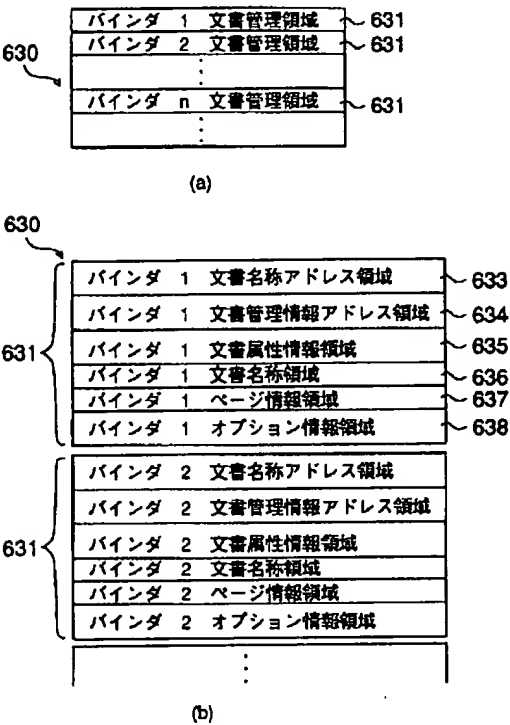 バインダ 1 文書管理領域 631
バインダ 2 文書管理領域 631
630
⋮
バインダ n 文書管理領域 631
⋮
(a)
630
バインダ 1 文書名称アドレス領域 633
バインダ 1 文書管理情報アドレス領域 634
631 バインダ 1 文書属性情報領域 635
バインダ 1 文書名称領域 636
バインダ 1 ページ情報領域 637
バインダ 1 オプション情報領域 638
バインダ 2 文書名称アドレス領域
バインダ 2 文書管理情報アドレス領域
631 バインダ 2 文書属性情報領域
バインダ 2 文書名称領域
バインダ 2 ページ情報領域
バインダ 2 オプション情報領域
⋮
(b)